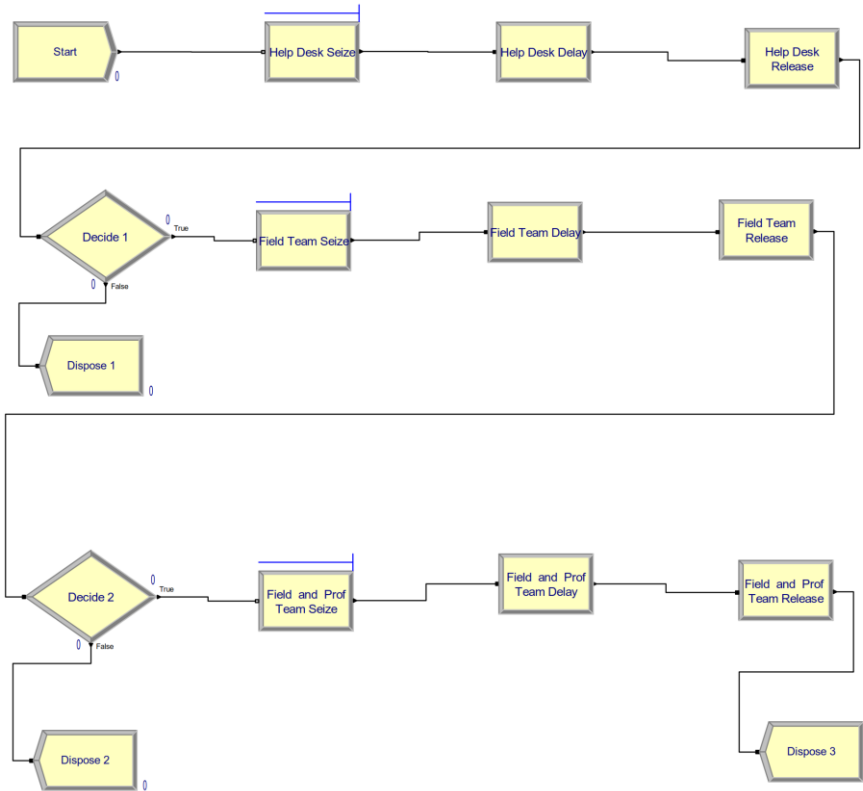 Start
0
Help Desk Seize
Help Desk Delay
Help Desk
Release
Decide 1
0
True
0
False
Field Team Seize
Field Team Delay
Field Team
Release
Dispose 1
0
Decide 2
0
True
0
False
Field and Prof
Team Seize
Field and Prof
Team Delay
Field and Prof
Team Release
Dispose 2
0
Dispose 3